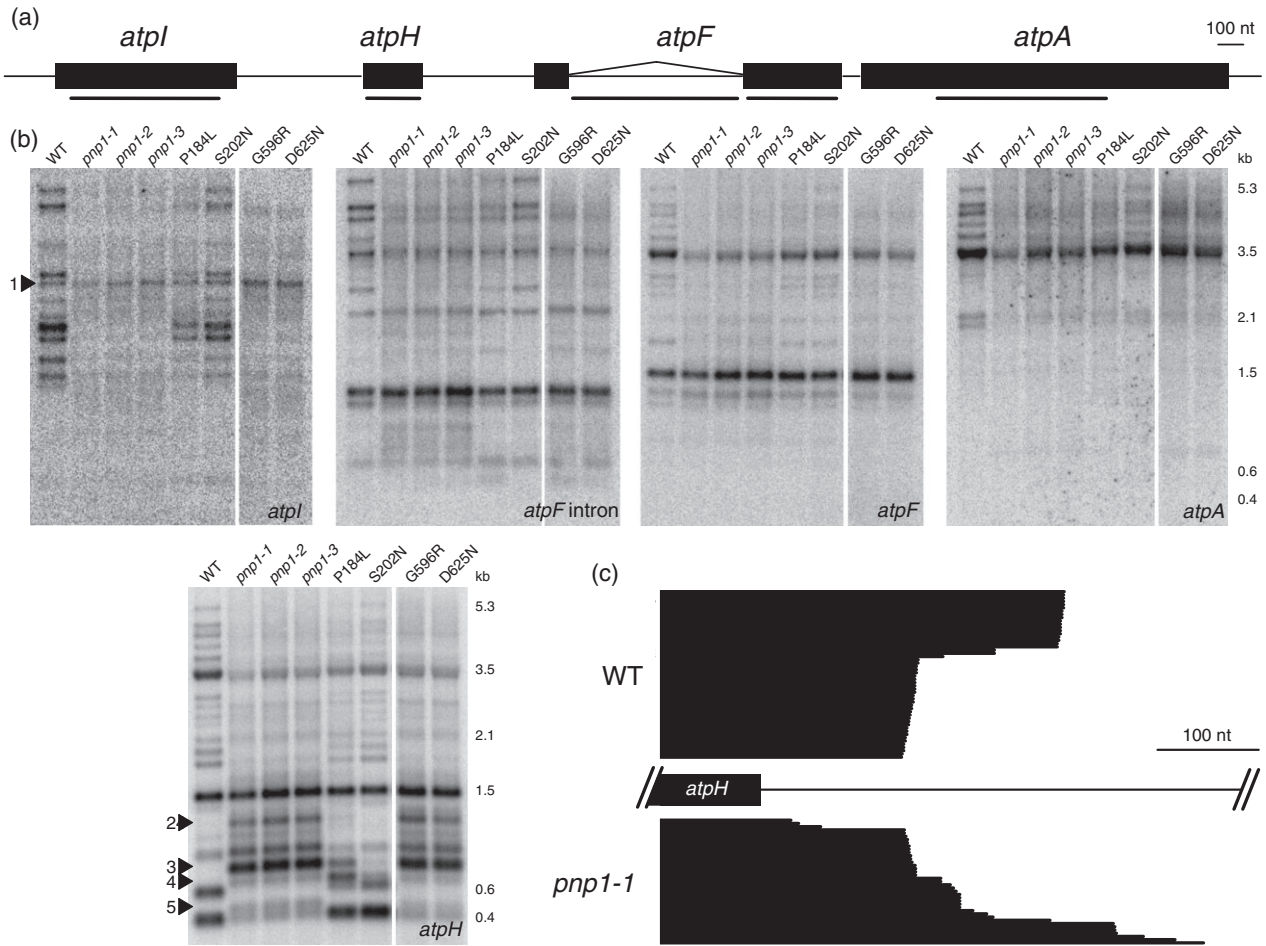 (a)
atpI atpH atpF atpA 100 nt
(b)
WT pnp1-1 pnp1-2 pnp1-3 P184L S202N G596R D625N
WT pnp1-1 pnp1-2 pnp1-3 P184L S202N G596R D625N
WT pnp1-1 pnp1-2 pnp1-3 P184L S202N G596R D625N
WT pnp1-1 pnp1-2 pnp1-3 P184L S202N G596R D625N
kb
5.3
3.5
2.1
1.5
0.6
0.4
1
atpI
atpF intron
atpF
atpA
WT pnp1-1 pnp1-2 pnp1-3 P184L S202N G596R D625N
kb
5.3
3.5
2.1
1.5
0.6
0.4
2
3
4
5
atpH
(c)
WT
100 nt
atpH
pnp1-1